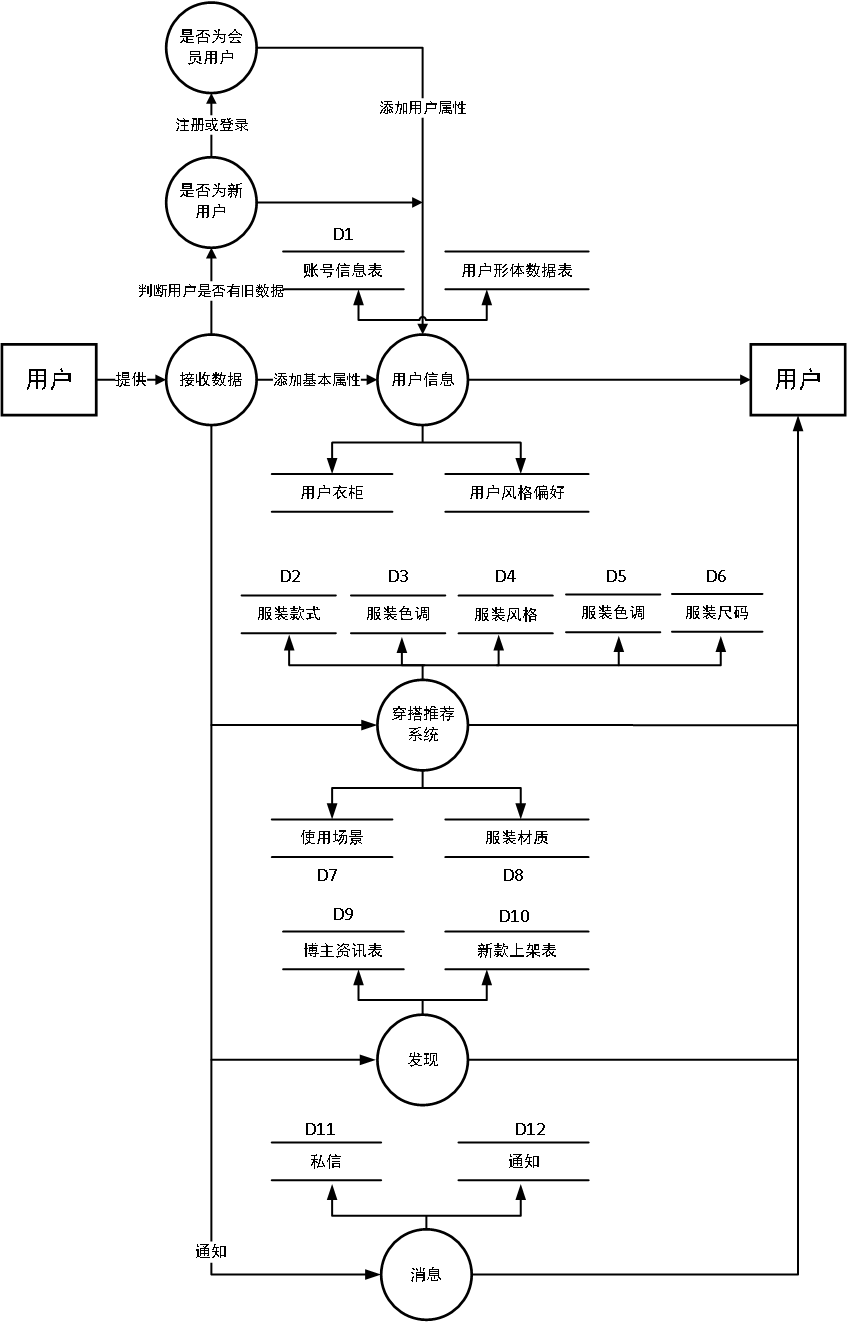 是否为会
员用户
添加用户属性
注册或登录
是否为新
用户
D1
账号信息表
用户形体数据表
判断用户是否有旧数据
用户
提供
接收数据
添加基本属性
用户信息
用户
用户衣柜
用户风格偏好
D2
D3
D4
D5
D6
服装款式
服装色调
服装风格
服装色调
服装尺码
穿搭推荐
系统
使用场景
服装材质
D7
D8
D9
D10
博主资讯表
新款上架表
发现
D11
D12
私信
通知
通知
消息